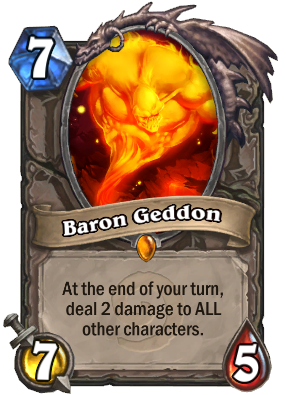 7
Baron Geddon
At the end of your turn,
deal 2 damage to ALL
other characters.
7
5